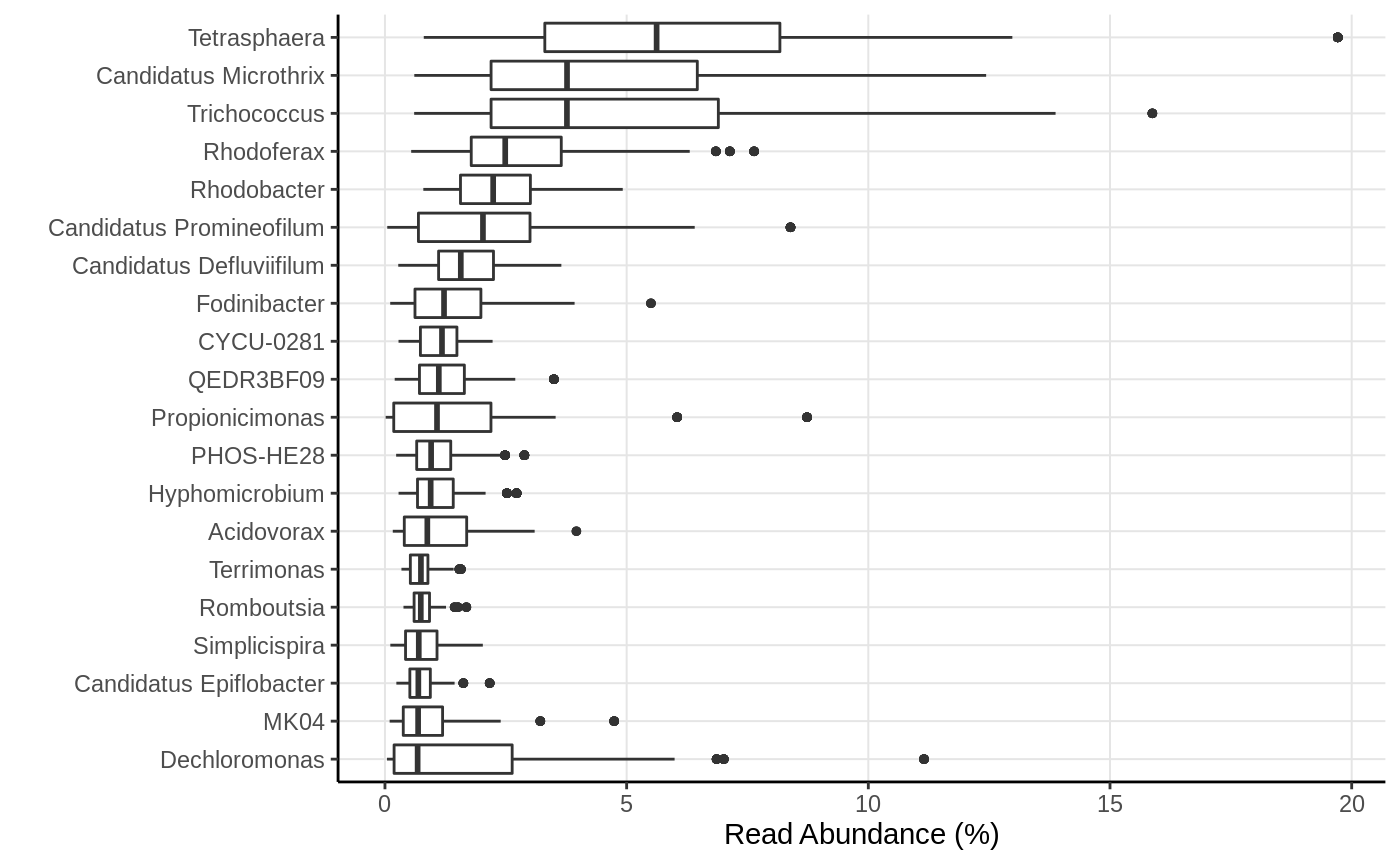 Tetrasphaera
Candidatus Microthrix
Trichococcus
Rhodoferax
Rhodobacter
Candidatus Promineofilum
Candidatus Defluviifilum
Fodinibacter
CYCU-0281
QEDR3BF09
Propionicimonas
PHOS-HE28
Hyphomicrobium
Acidovorax
Terrimonas
Romboutsia
Simplicispira
Candidatus Epiflobacter
MK04
Dechloromonas
0 5 10 15 20
Read Abundance (%)